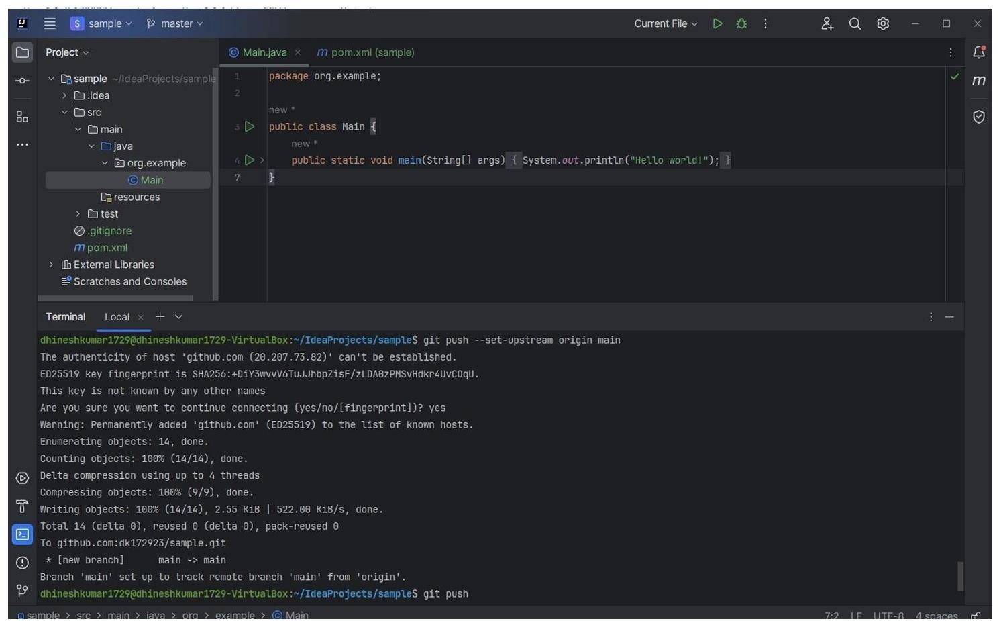 IJ
S sample master
Current File
Project
Main.java
pom.xml (sample)
sample ~/IdeaProjects/sample
.idea
src
main
java
org.example
Main
resources
test
.gitignore
pom.xml
External Libraries
Scratches and Consoles
1 package org.example;
2
new *
3 public class Main {
new *
4 public static void main(String[] args) { System.out.println("Hello world!"); }
7 }
Terminal Local
dhineshkumar1729@dhineshkumar1729-VirtualBox:~/IdeaProjects/sample$ git push --set-upstream origin main
The authenticity of host 'github.com (20.207.73.82)' can't be established.
ED25519 key fingerprint is SHA256:+DiY3wvvV6TuJJhbpZisF/zLDA0zPMSvHdkr4UvCOqU.
This key is not known by any other names
Are you sure you want to continue connecting (yes/no/[fingerprint])? yes
Warning: Permanently added 'github.com' (ED25519) to the list of known hosts.
Enumerating objects: 14, done.
Counting objects: 100% (14/14), done.
Delta compression using up to 4 threads
Compressing objects: 100% (9/9), done.
Writing objects: 100% (14/14), 2.55 KiB | 522.00 KiB/s, done.
Total 14 (delta 0), reused 0 (delta 0), pack-reused 0
To github.com:dk172923/sample.git
* [new branch] main -> main
Branch 'main' set up to track remote branch 'main' from 'origin'.
dhineshkumar1729@dhineshkumar1729-VirtualBox:~/IdeaProjects/sample$ git push
sample > src > main > java > org > example > Main 7:2 LF UTF-8 4 spaces